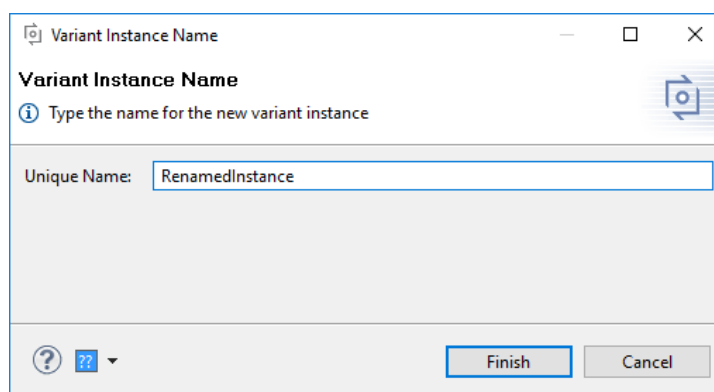 Variant Instance Name
Variant Instance Name
Type the name for the new variant instance
Unique Name: RenamedInstance
?
??
Finish Cancel